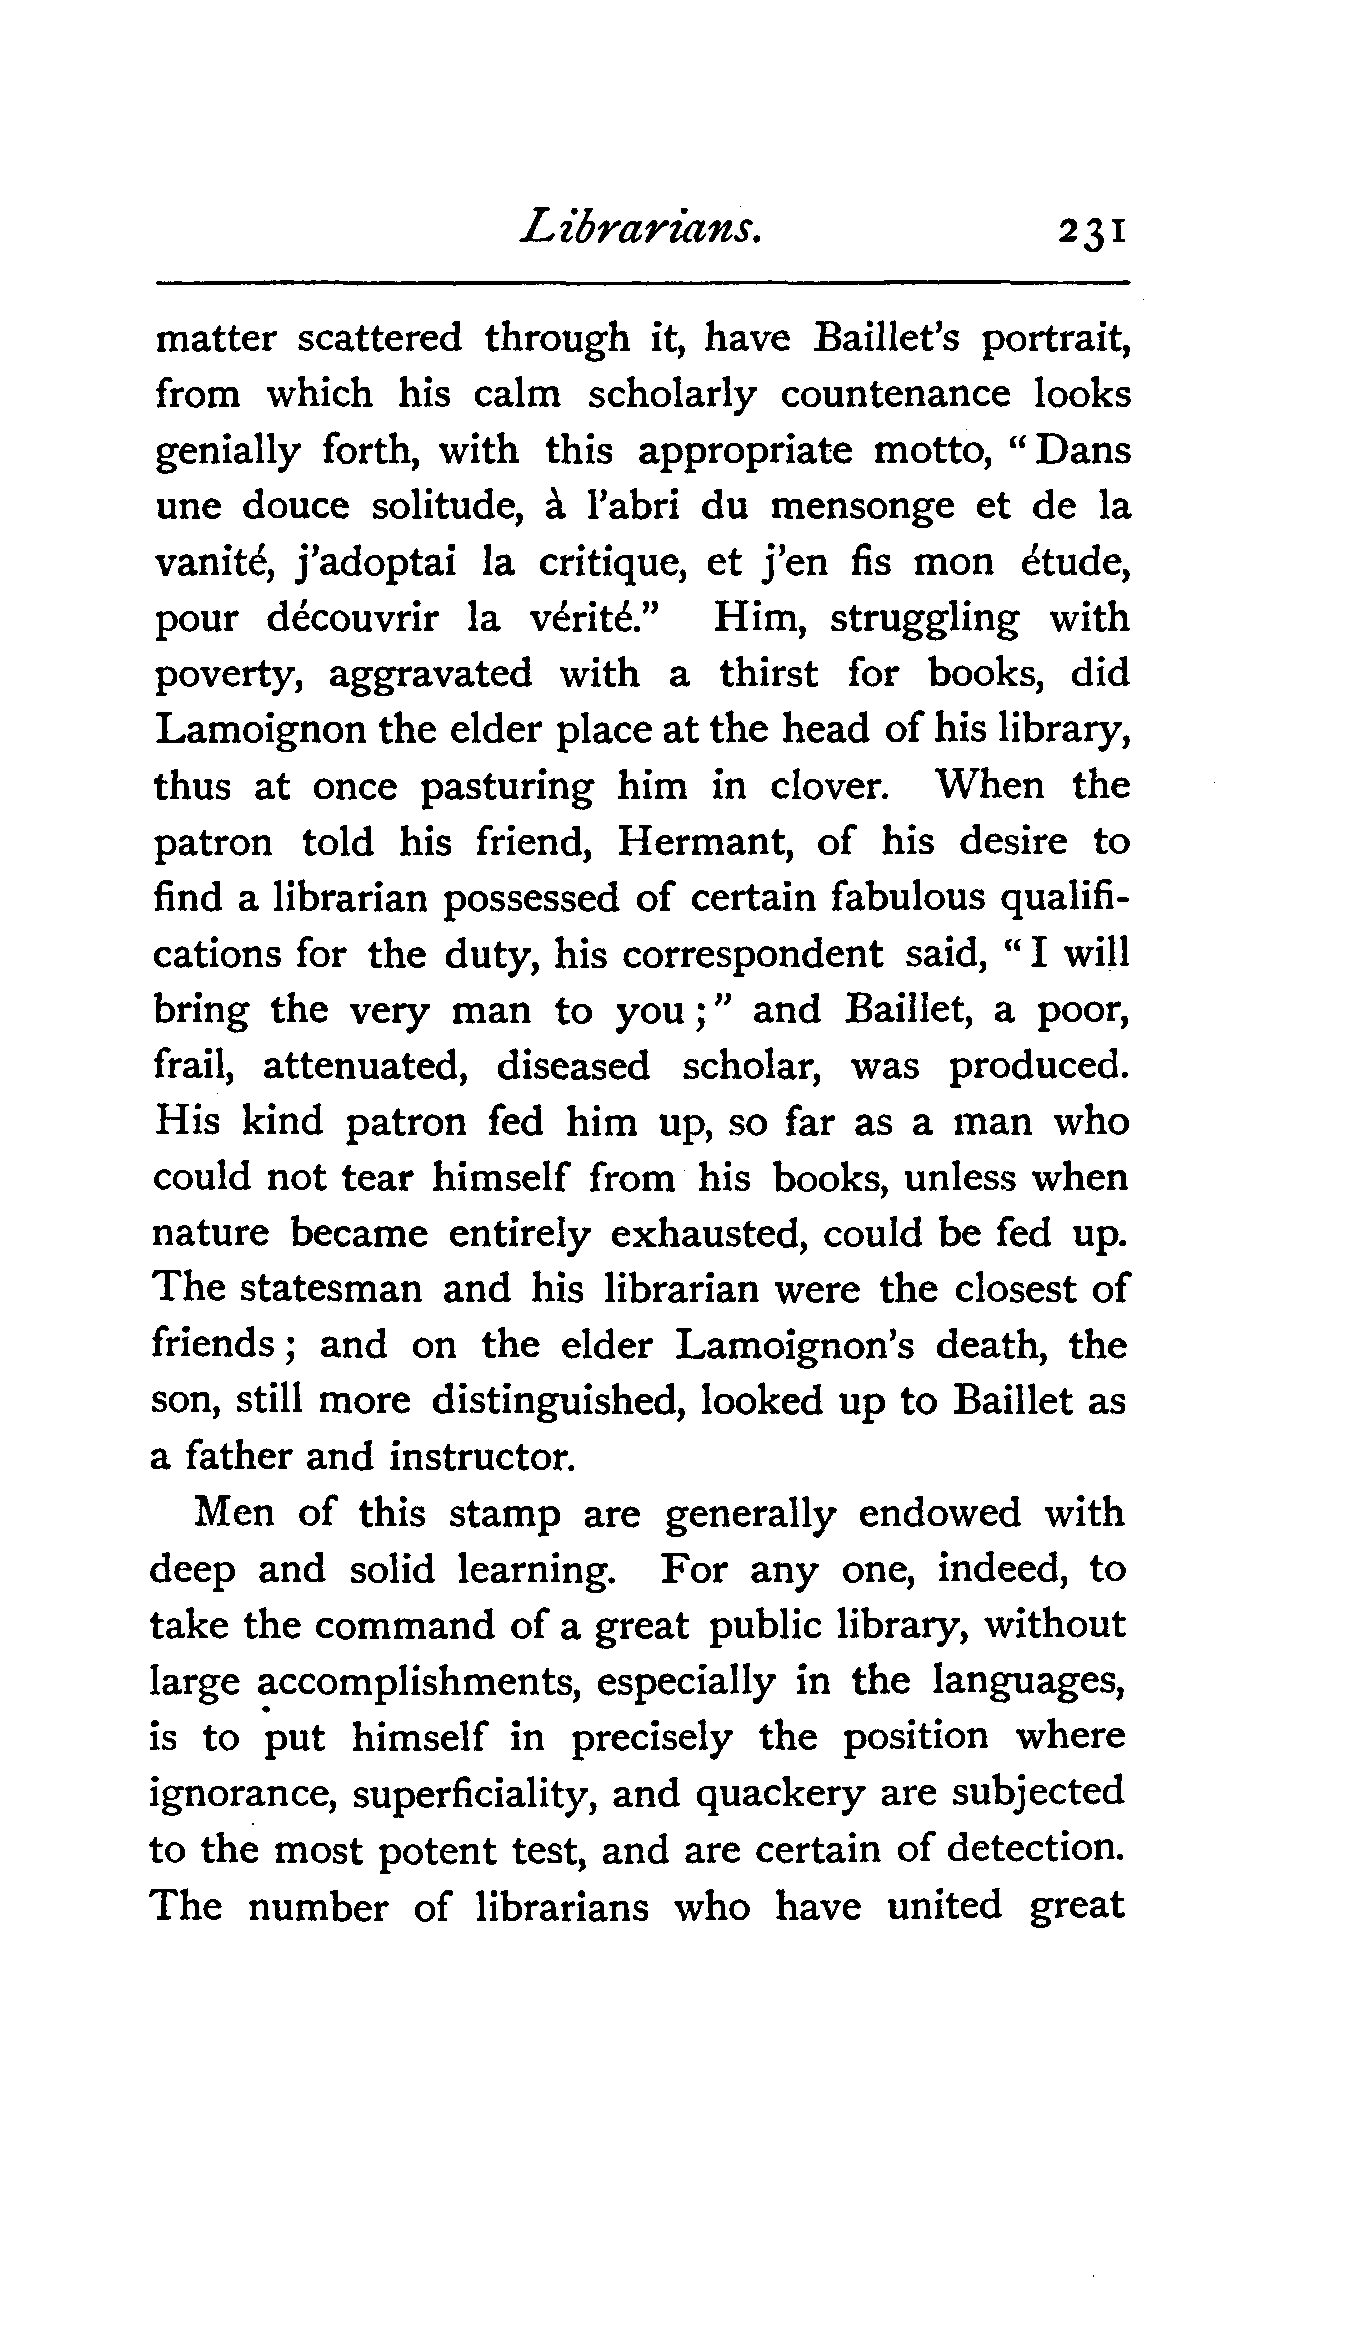 Librarians. 231
matter scattered through it, have Baillet's portrait,
from which his calm scholarly countenance looks
genially forth, with this appropriate motto, “Dans
une douce solitude, à l'abri du mensonge et de la
vanité, j'adoptai la critique, et j'en fis mon étude,
pour découvrir la vérité.” Him, struggling with
poverty, aggravated with a thirst for books, did
Lamoignon the elder place at the head of his library,
thus at once pasturing him in clover. When the
patron told his friend, Hermant, of his desire to
find a librarian possessed of certain fabulous qualifi-
cations for the duty, his correspondent said, “I will
bring the very man to you;” and Baillet, a poor,
frail, attenuated, diseased scholar, was produced.
His kind patron fed him up, so far as a man who
could not tear himself from his books, unless when
nature became entirely exhausted, could be fed up.
The statesman and his librarian were the closest of
friends; and on the elder Lamoignon's death, the
son, still more distinguished, looked up to Baillet as
a father and instructor.
Men of this stamp are generally endowed with
deep and solid learning. For any one, indeed, to
take the command of a great public library, without
large accomplishments, especially in the languages,
is to put himself in precisely the position where
ignorance, superficiality, and quackery are subjected
to the most potent test, and are certain of detection.
The number of librarians who have united great